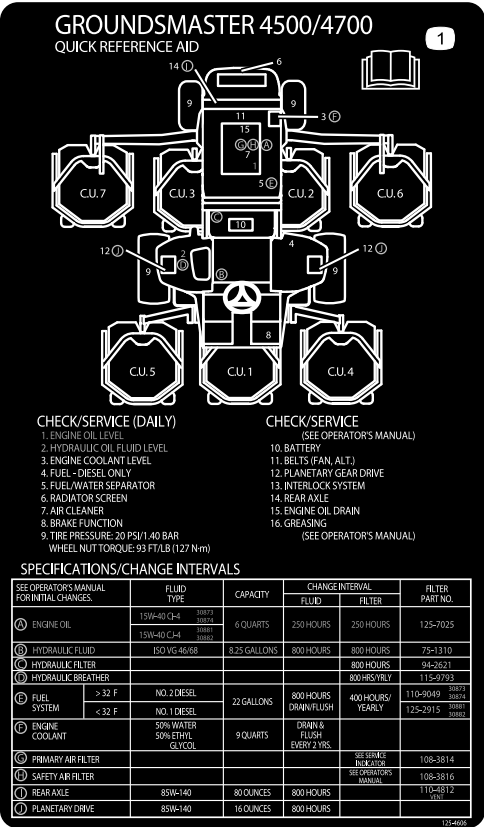 GROUNDSMASTER 4500/4700
QUICK REFERENCE AID
1
14 I
6
9
9
11
15
3 F
G H A
7
1
5 E
C.U. 7
C.U. 3
C.U. 2
C.U. 6
C
10
12 J
2
D
9
B
4
12 J
9
8
C.U. 5
C.U. 1
C.U. 4
CHECK/SERVICE (DAILY)
1. ENGINE OIL LEVEL
2. HYDRAULIC OIL FLUID LEVEL
3. ENGINE COOLANT LEVEL
4. FUEL - DIESEL ONLY
5. FUEL/WATER SEPARATOR
6. RADIATOR SCREEN
7. AIR CLEANER
8. BRAKE FUNCTION
9. TIRE PRESSURE: 20 PSI/1.40 BAR
WHEEL NUT TORQUE: 93 FT/LB (127 N·m)
CHECK/SERVICE
(SEE OPERATOR'S MANUAL)
10. BATTERY
11. BELTS (FAN, ALT.)
12. PLANETARY GEAR DRIVE
13. INTERLOCK SYSTEM
14. REAR AXLE
15. ENGINE OIL DRAIN
16. GREASING
(SEE OPERATOR'S MANUAL)
SPECIFICATIONS/CHANGE INTERVALS
SEE OPERATOR'S MANUAL FOR INITIAL CHANGES. FLUID TYPE CAPACITY CHANGE INTERVAL FLUID FILTER FILTER PART NO.
A ENGINE OIL 15W-40 CI-4 30873 30874 6 QUARTS 250 HOURS 250 HOURS 125-7025
15W-40 CJ-4 30881 30882
B HYDRAULIC FLUID ISO VG 46/68 8.25 GALLONS 800 HOURS 800 HOURS 75-1310
C HYDRAULIC FILTER 800 HOURS 94-2621
D HYDRAULIC BREATHER 800 HRS/YRLY 115-9793
E FUEL SYSTEM > 32 F NO. 2 DIESEL 22 GALLONS 800 HOURS DRAIN/FLUSH 400 HOURS/ YEARLY 110-9049 30873 30874
< 32 F NO. 1 DIESEL 125-2915 30881 30882
F ENGINE COOLANT 50% WATER 50% ETHYL GLYCOL 9 QUARTS DRAIN & FLUSH EVERY 2 YRS.
G PRIMARY AIR FILTER SEE SERVICE INDICATOR 108-3814
H SAFETY AIR FILTER SEE OPERATOR'S MANUAL 108-3816
I REAR AXLE 85W-140 80 OUNCES 800 HOURS 110-4812 VENT
J PLANETARY DRIVE 85W-140 16 OUNCES 800 HOURS
125-4606